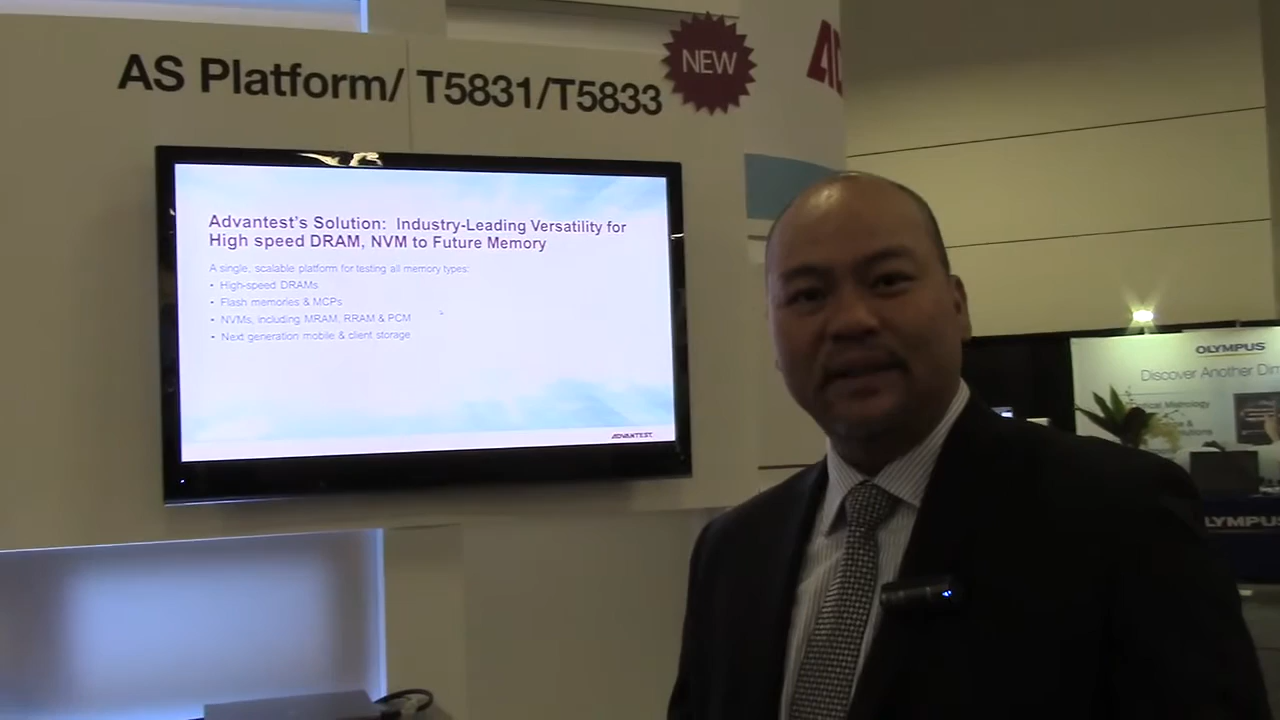 AS Platform/ T5831/T5833
NEW
Advantest's Solution: Industry-Leading Versatility for
High speed DRAM, NVM to Future Memory
A single, scalable platform for testing all memory types:
• High-speed DRAMs
• Flash memories & MCPs
• NVMs, including MRAM, RRAM & PCM
• Next generation mobile & client storage
ADVANTEST
OLYMPUS
Discover Another
Metrology